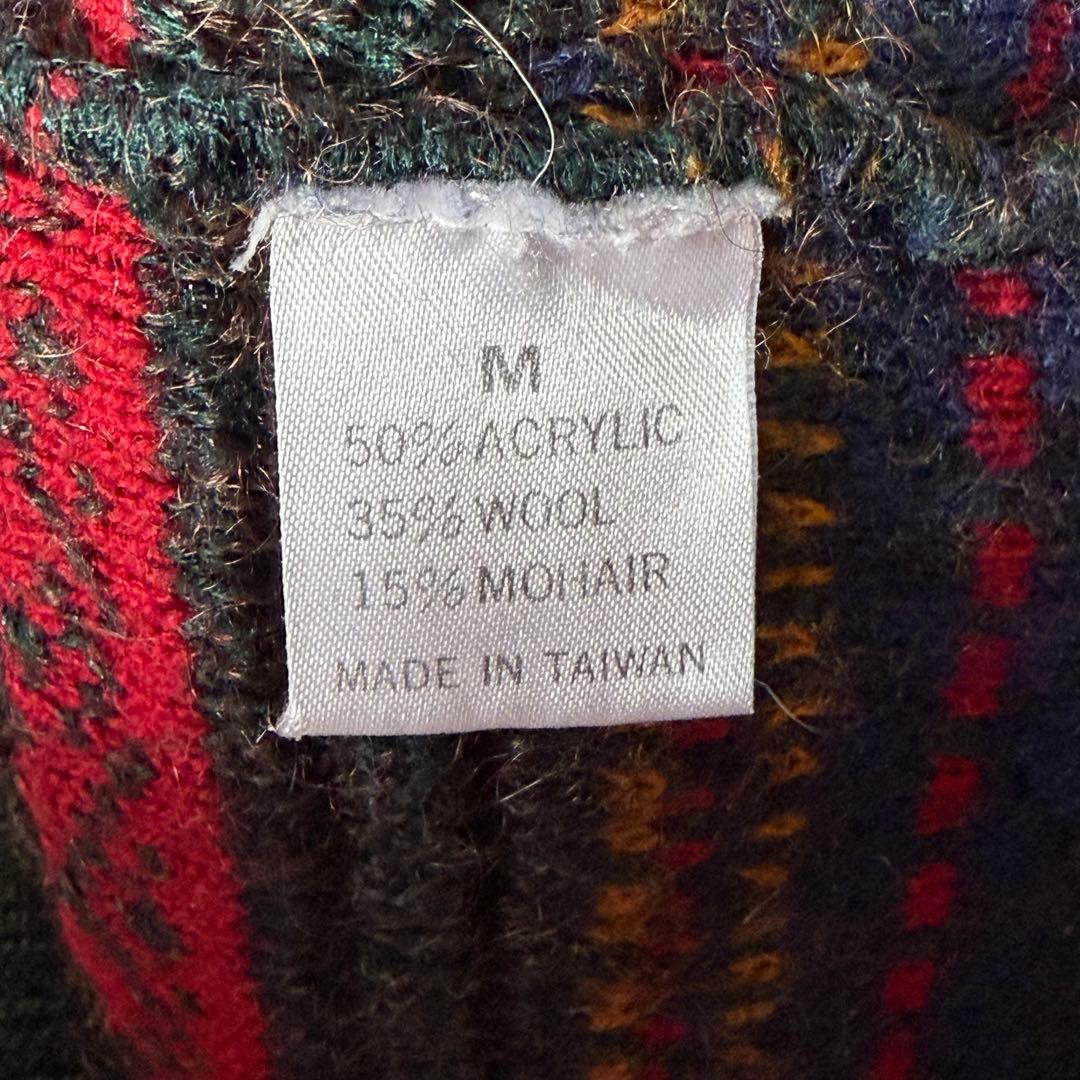 M
50% ACRYLIC
35% WOOL
15% MOHAIR
MADE IN TAIWAN